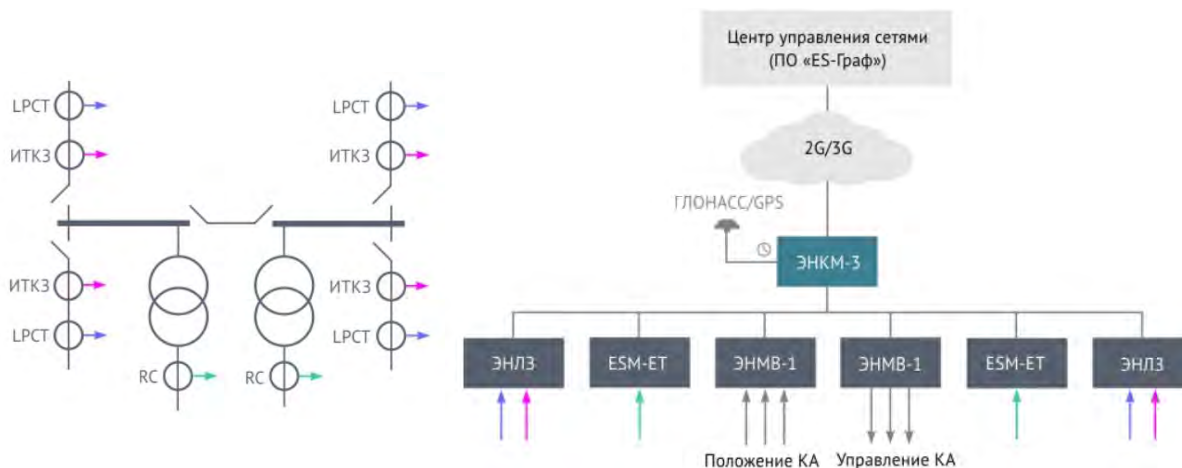 Центр управления сетями
(ПО «ES-Граф»)
2G/3G
ГЛОНАСС/GPS
ЭНКМ-3
LPCT
LPCT
ИТКЗ
ИТКЗ
ИТКЗ
ИТКЗ
LPCT
LPCT
RC
RC
ЭНЛЗ
ESM-ET
ЭНМВ-1
ЭНМВ-1
ESM-ET
ЭНЛЗ
Положение КА
Управление КА